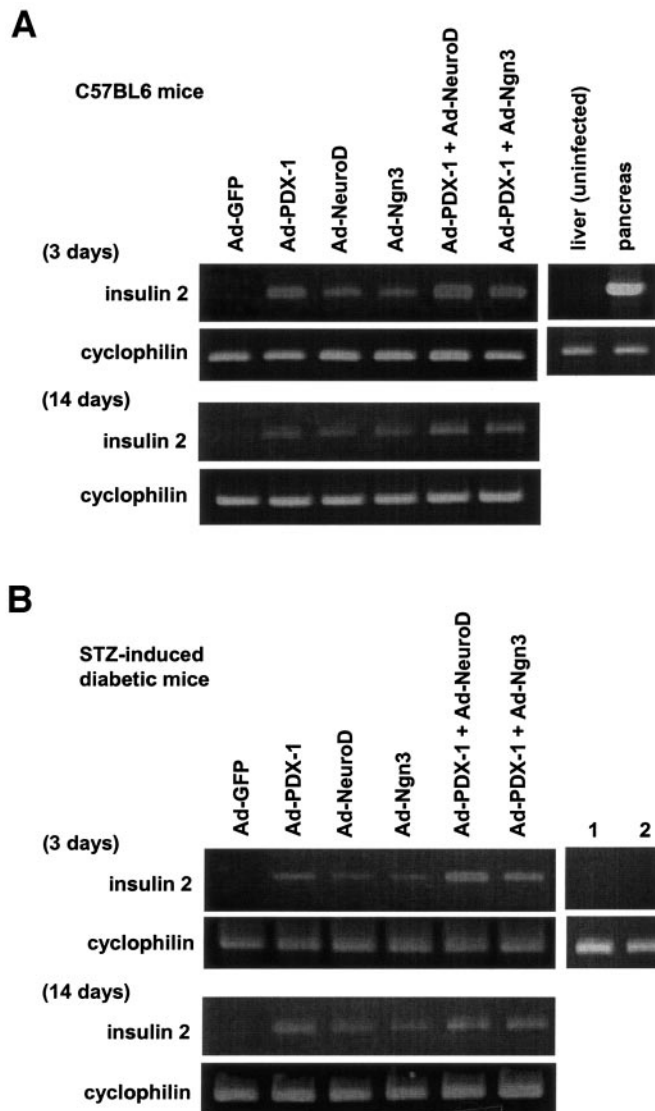 A
C57BL6 mice
Ad-GFP
Ad-PDX-1
Ad-NeuroD
Ad-Ngn3
Ad-PDX-1 + Ad-NeuroD
Ad-PDX-1 + Ad-Ngn3
liver (uninfected)
pancreas
(3 days)
insulin 2
cyclophilin
(14 days)
insulin 2
cyclophilin
B
STZ-induced
diabetic mice
Ad-GFP
Ad-PDX-1
Ad-NeuroD
Ad-Ngn3
Ad-PDX-1 + Ad-NeuroD
Ad-PDX-1 + Ad-Ngn3
1 2
(3 days)
insulin 2
cyclophilin
(14 days)
insulin 2
cyclophilin